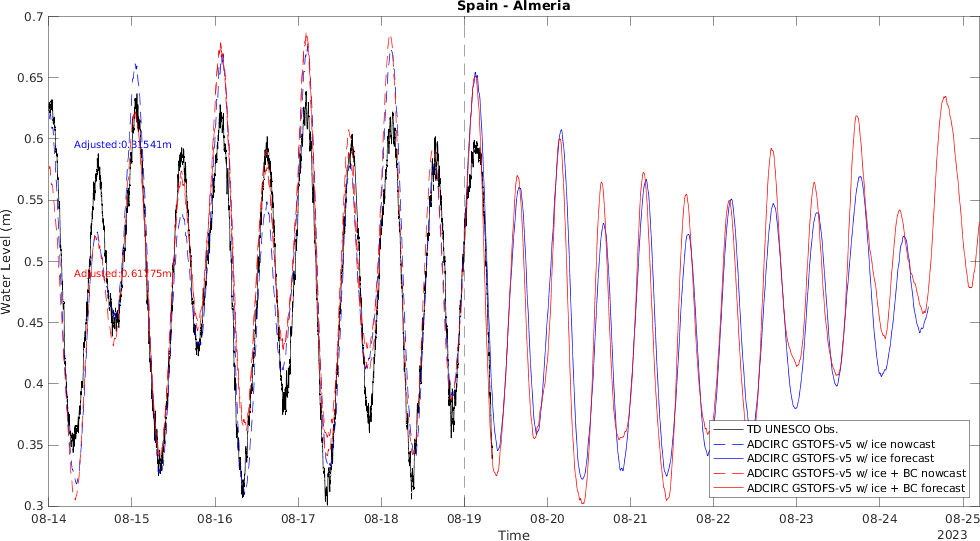 Spain - Almeria
0.7
0.65
0.6
0.55
0.5
0.45
0.4
0.35
0.3
Water Level (m)
Adjusted:0.31541m
Adjusted:0.61775m
TD UNESCO Obs.
ADCIRC GSTOFS-v5 w/ ice nowcast
ADCIRC GSTOFS-v5 w/ ice forecast
ADCIRC GSTOFS-v5 w/ ice + BC nowcast
ADCIRC GSTOFS-v5 w/ ice + BC forecast
08-14 08-15 08-16 08-17 08-18 08-19 08-20 08-21 08-22 08-23 08-24 08-25
Time
2023